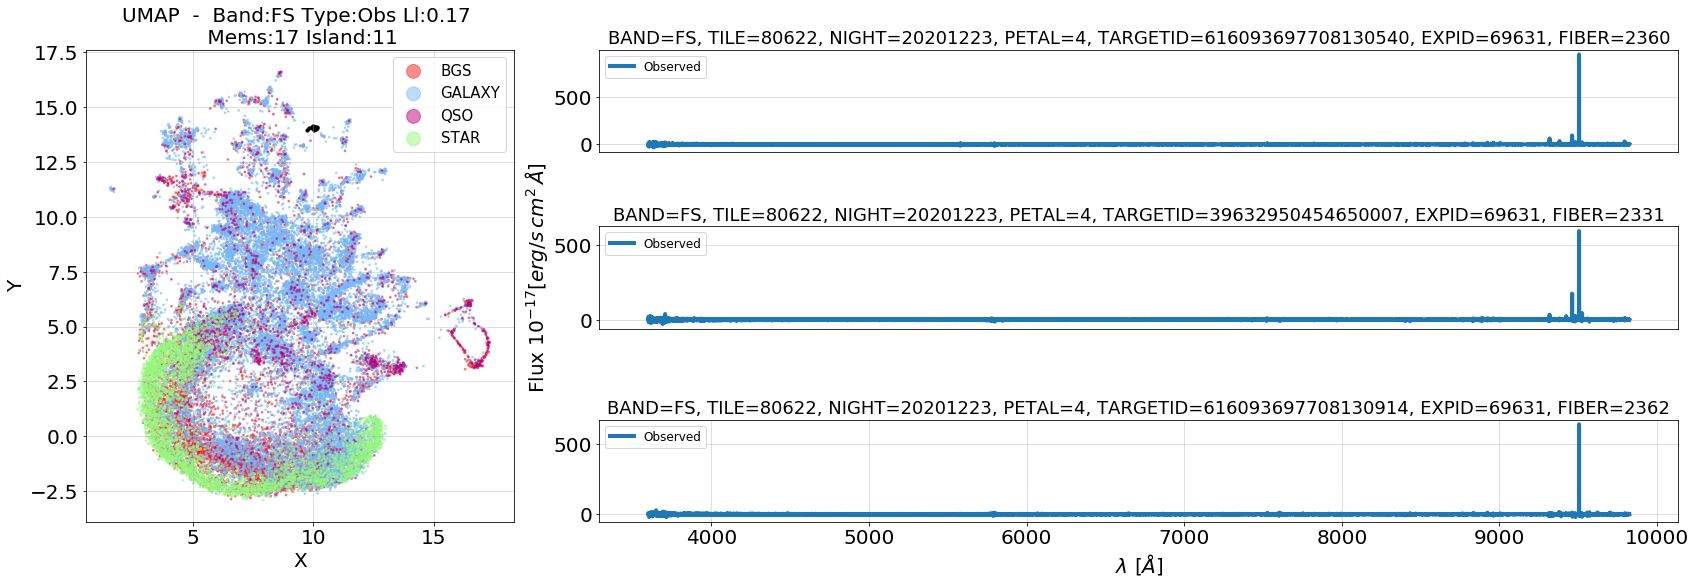 UMAP - Band:FS Type:Obs Ll:0.17
Mems:17 Island:11
BGS
GALAXY
QSO
STAR
17.5
15.0
12.5
10.0
7.5
5.0
2.5
0.0
−2.5
Y
5
10
15
X
Flux 10⁻¹⁷[erg/s cm² Å]
BAND=FS, TILE=80622, NIGHT=20201223, PETAL=4, TARGETID=616093697708130540, EXPID=69631, FIBER=2360
Observed
500
0
BAND=FS, TILE=80622, NIGHT=20201223, PETAL=4, TARGETID=39632950454650007, EXPID=69631, FIBER=2331
Observed
500
0
BAND=FS, TILE=80622, NIGHT=20201223, PETAL=4, TARGETID=616093697708130914, EXPID=69631, FIBER=2362
Observed
500
0
4000
5000
6000
7000
8000
9000
10000
λ [Å]